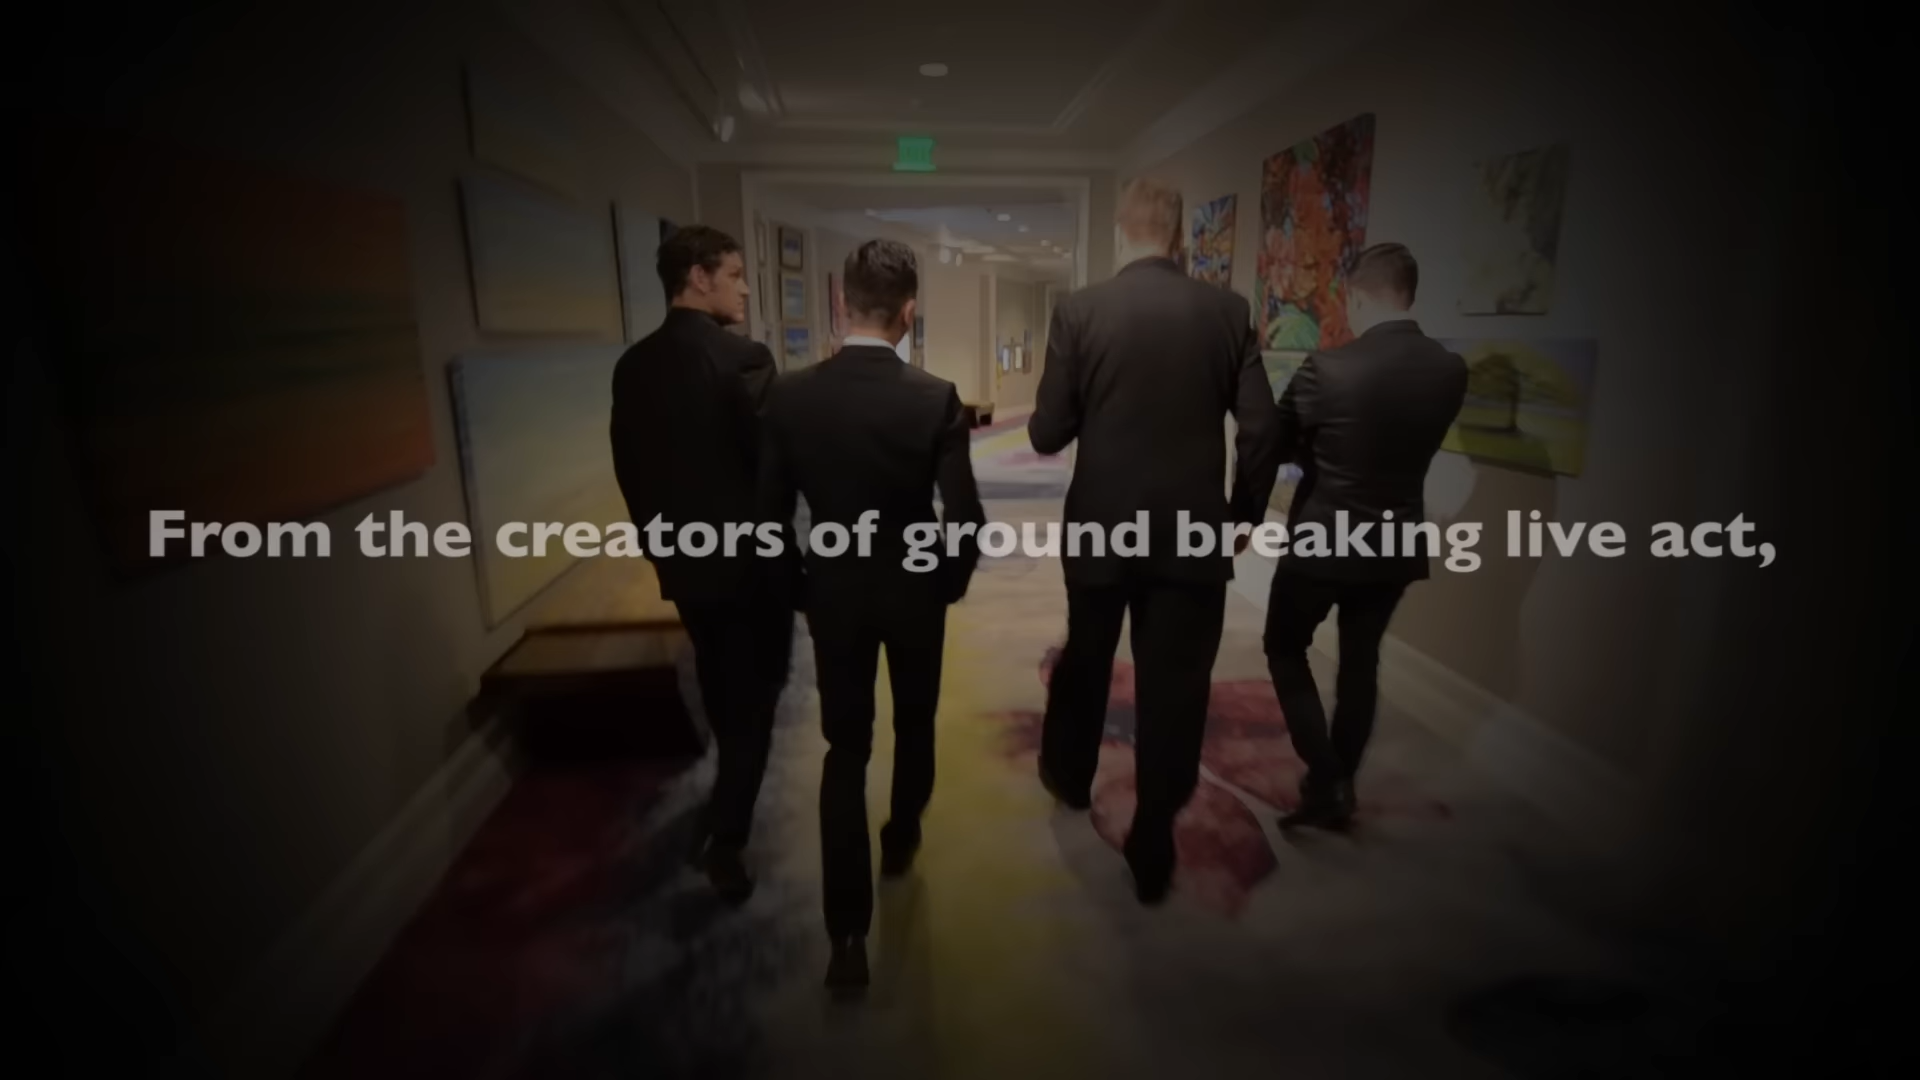 From the creators of ground breaking live act,